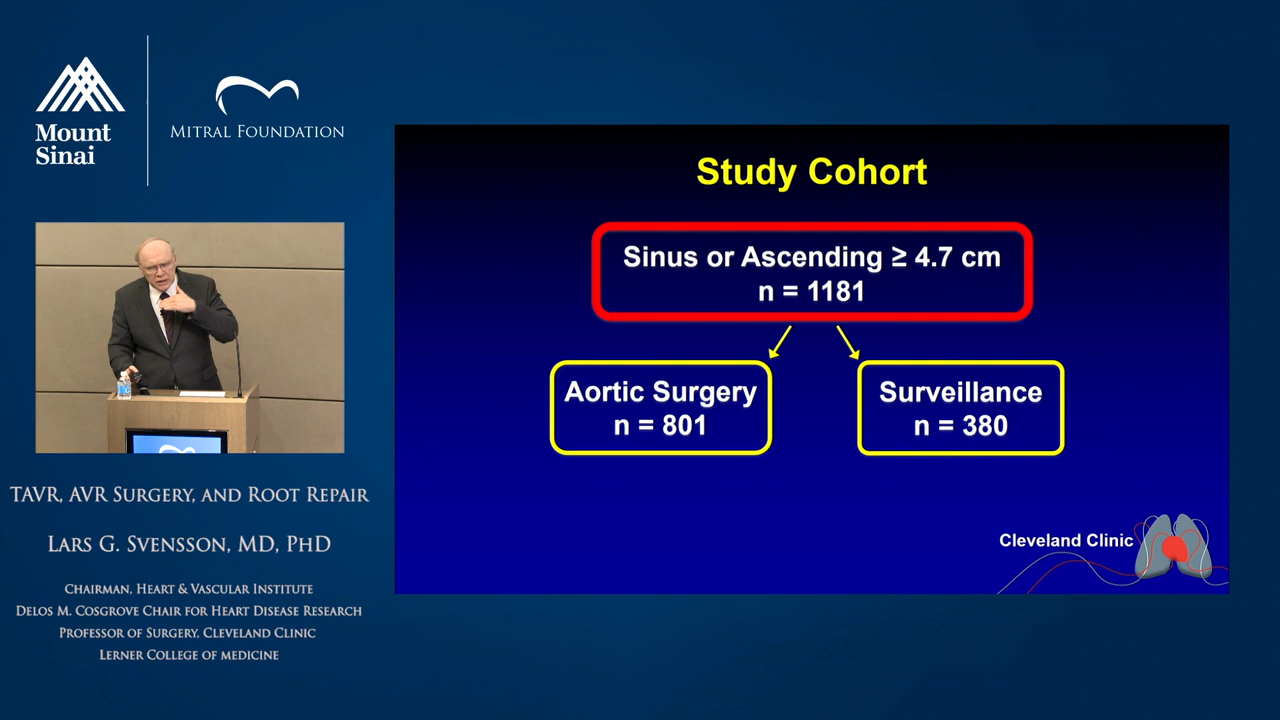 Mount
Sinai
MITRAL FOUNDATION
TAVR, AVR SURGERY, AND ROOT REPAIR
LARS G. SVENSSON, MD, PHD
CHAIRMAN, HEART & VASCULAR INSTITUTE
DELOS M. COSGROVE CHAIR FOR HEART DISEASE RESEARCH
PROFESSOR OF SURGERY, CLEVELAND CLINIC
LERNER COLLEGE OF MEDICINE
Study Cohort
Sinus or Ascending ≥ 4.7 cm
n = 1181
Aortic Surgery
n = 801
Surveillance
n = 380
Cleveland Clinic